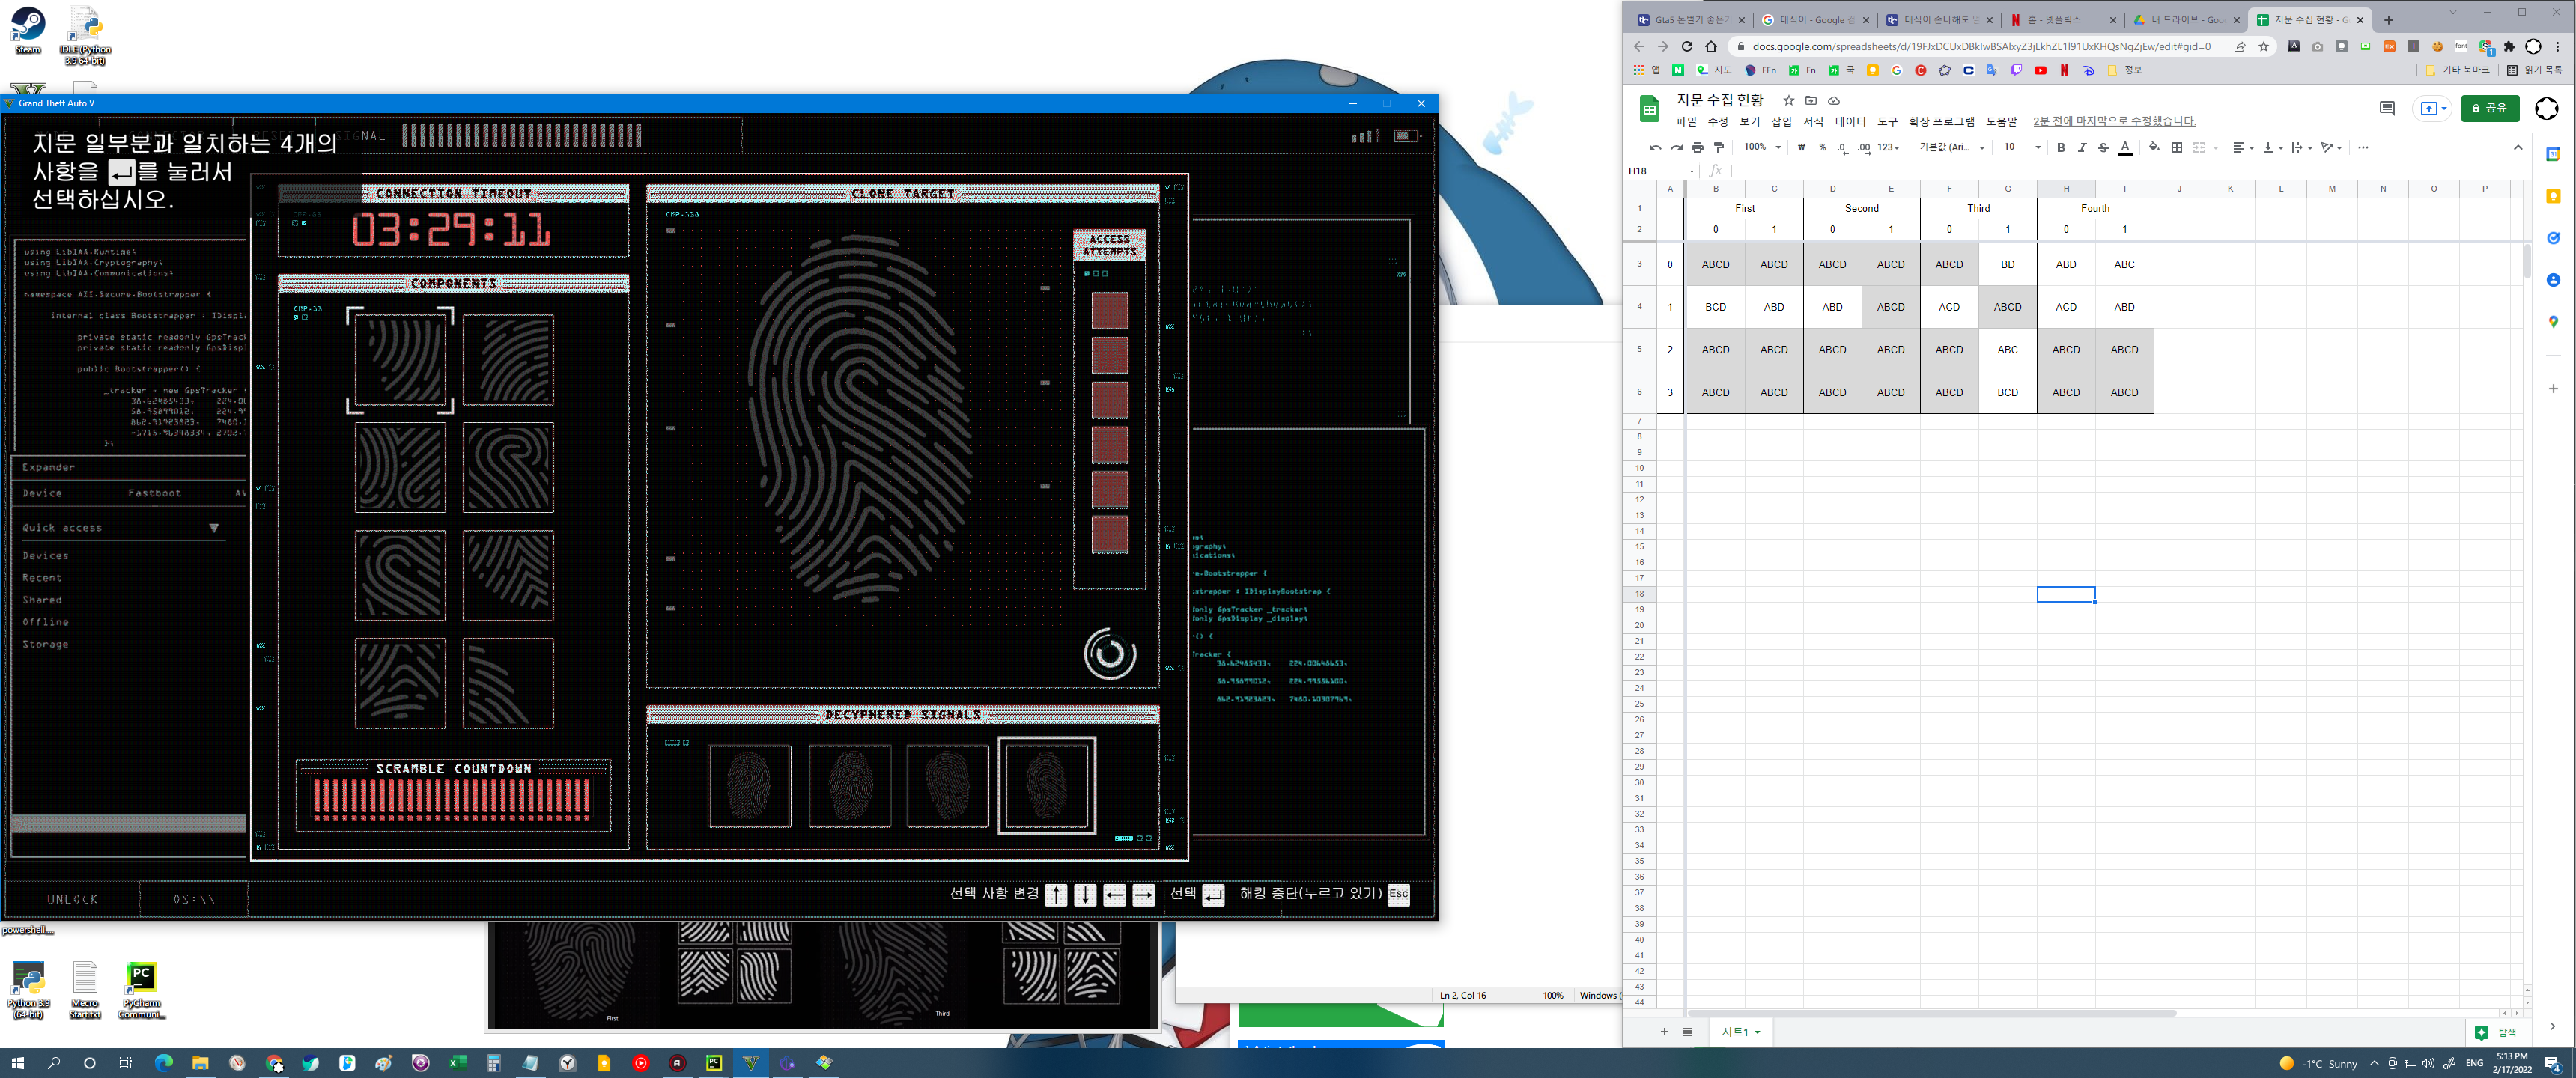 Steam
IDLE (Python
3.9 64-bit)
Grand Theft Auto V
SIGNAL
지문 일부분과 일치하는 4개의
사항을 를 눌러서
선택하십시오.
CONNECTION TIMEOUT
03:29:11
COMPONENTS
CMP-11
CLONE TARGET
CMP-116
ACCESS
ATTEMPTS
using LibIAA.Runtime;
using LibIAA.Cryptography;
using LibIAA.Communications;
namespace AII.Secure.Bootstrapper {
internal class Bootstrapper : IDispl
private static readonly GpsTrack
private static readonly GpsDispl
public Bootstrapper() {
_tracker = new GpsTracker {
Expander
Device Fastboot
Quick access
Devices
Recent
Shared
Offline
Storage
SCRAMBLE COUNTDOWN
DECYPHERED SIGNALS
UNLOCK OS:\\
선택 사항 변경 ↑ ↓ ← → 선택 해킹 중단(누르고 있기) Esc
powershell....
Python 3.9
(64-bit)
Macro
Start.txt
PyCharm
Communi...
First
Third
Ln 2, Col 16 100% Windows (
Gta5 돈벌기 좋은
대식이 - Google 검
대식이 존나해도
홈 - 넷플릭스
내 드라이브 - Goo
지문 수집 현황 - G
docs.google.com/spreadsheets/d/19FJxDCUxDBkIwBSAlxyZ3jLkhZL1I91UxKHQsNgZjEw/edit#gid=0
앱 지도 EEn En 국 정보 기타 북마크 읽기 목록
지문 수집 현황
파일 수정 보기 삽입 서식 데이터 도구 확장 프로그램 도움말 2분 전에 마지막으로 수정했습니다.
공유
100% ₩ % .0 .00 123 기본값 (Ari... 10 B I S A
H18 fx
A B C D E F G H I J K L M N O P
1 First Second Third Fourth
2 0 1 0 1 0 1 0 1
3 0 ABCD ABCD ABCD ABCD ABCD BD ABD ABC
4 1 BCD ABD ABD ABCD ACD ABCD ACD ABD
5 2 ABCD ABCD ABCD ABCD ABCD ABC ABCD ABCD
6 3 ABCD ABCD ABCD ABCD ABCD BCD ABCD ABCD
7
8
9
10
11
12
13
14
15
16
17
18
19
20
21
22
23
24
25
26
27
28
29
30
31
32
33
34
35
36
37
38
39
40
41
42
43
44
시트1
탐색
-1°C Sunny ENG 5:13 PM
2/17/2022